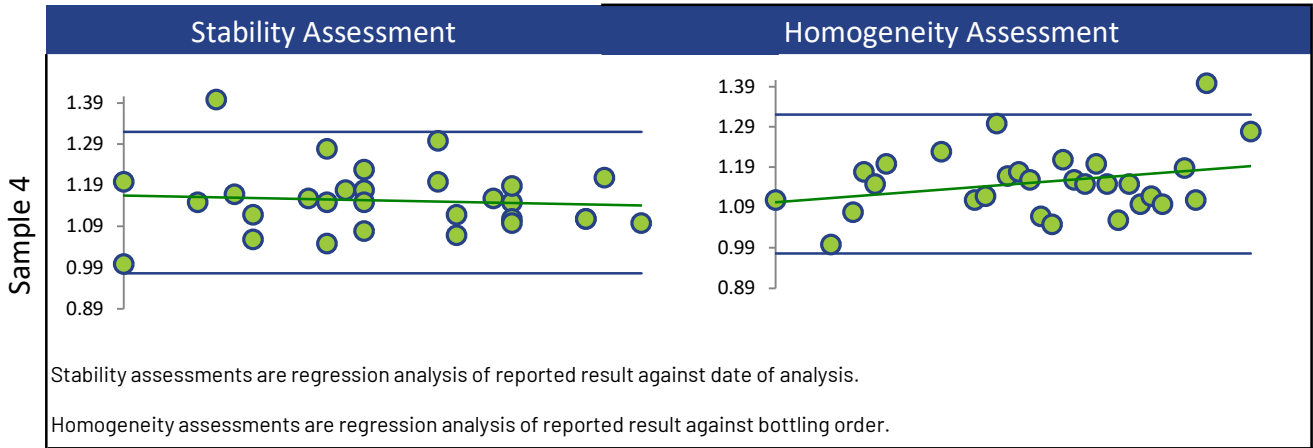 Stability Assessment
Homogeneity Assessment
Sample 4
1.39
1.29
1.19
1.09
0.99
0.89
1.39
1.29
1.19
1.09
0.99
0.89
Stability assessments are regression analysis of reported result against date of analysis.
Homogeneity assessments are regression analysis of reported result against bottling order.